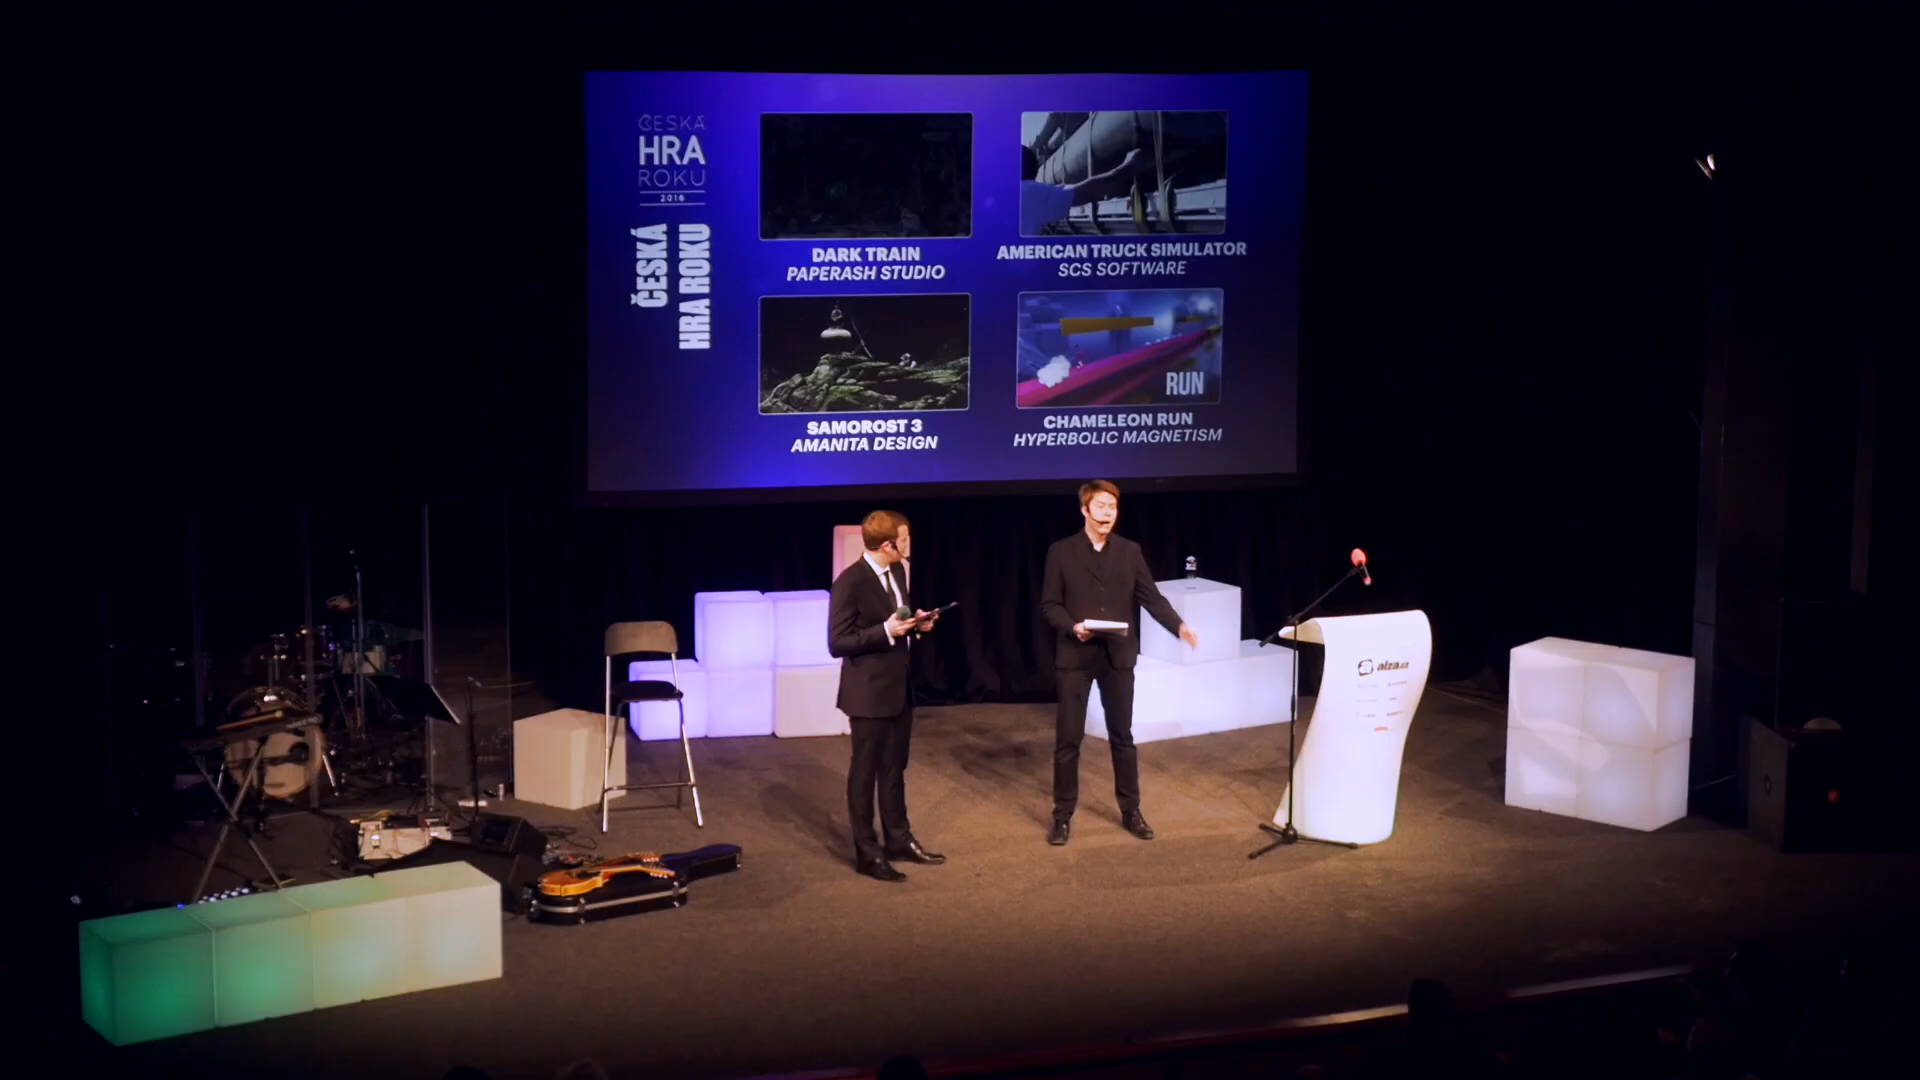 ČESKÁ
HRA
ROKU
2016
ČESKÁ
HRA ROKU
DARK TRAIN
PAPERASH STUDIO
AMERICAN TRUCK SIMULATOR
SCS SOFTWARE
RUN
SAMOROST 3
AMANITA DESIGN
CHAMELEON RUN
HYPERBOLIC MAGNETISM
alza.cz